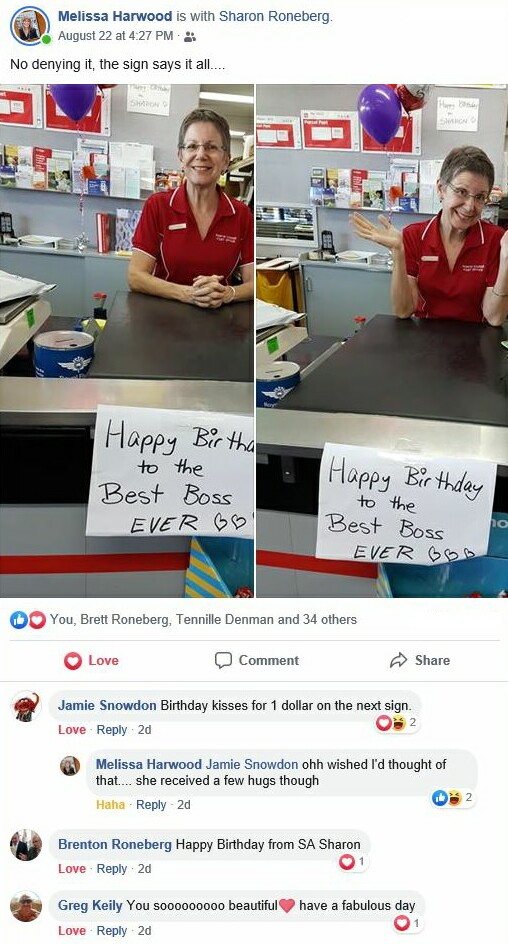 Melissa Harwood is with Sharon Roneberg.
August 22 at 4:27 PM ·
No denying it, the sign says it all....
Happy Birthday
SHARON
Parcel Post
Happy Birtha
to the
Best Boss
EVER
Happy Birthday
to the
Best Boss
EVER
You, Brett Roneberg, Tennille Denman and 34 others
Love Comment Share
Jamie Snowdon Birthday kisses for 1 dollar on the next sign.
2
Love · Reply · 2d
Melissa Harwood Jamie Snowdon ohh wished I'd thought of
that.... she received a few hugs though
2
Haha · Reply · 2d
Brenton Roneberg Happy Birthday from SA Sharon
1
Love · Reply · 2d
Greg Keily You sooooooooo beautiful❤ have a fabulous day
1
Love · Reply · 2d